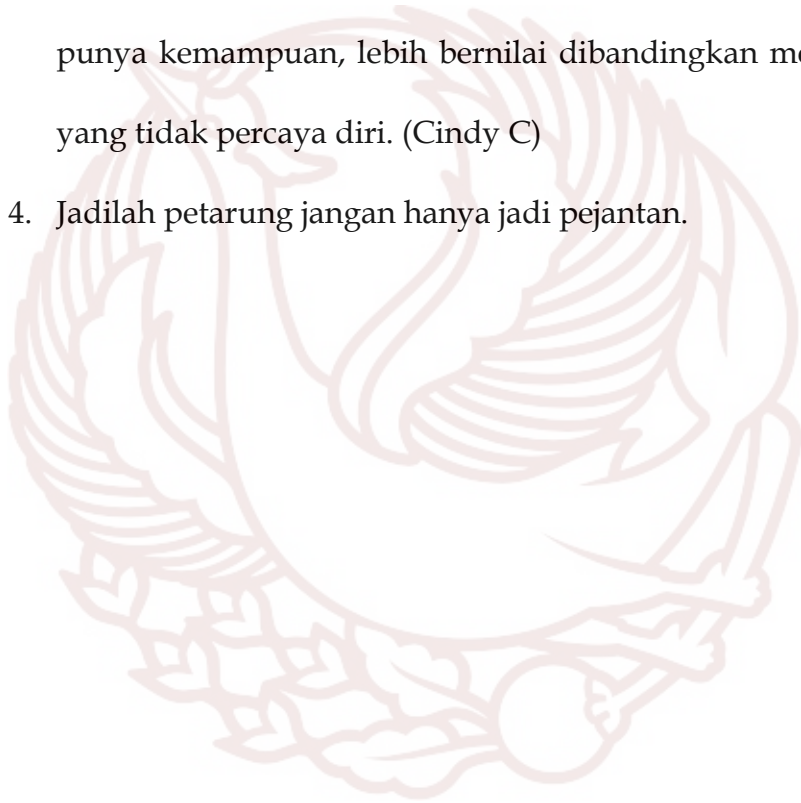 punya kemampuan, lebih bernilai dibandingkan
yang tidak percaya diri. (Cindy C)
4. Jadilah petarung jangan hanya jadi pejantan.